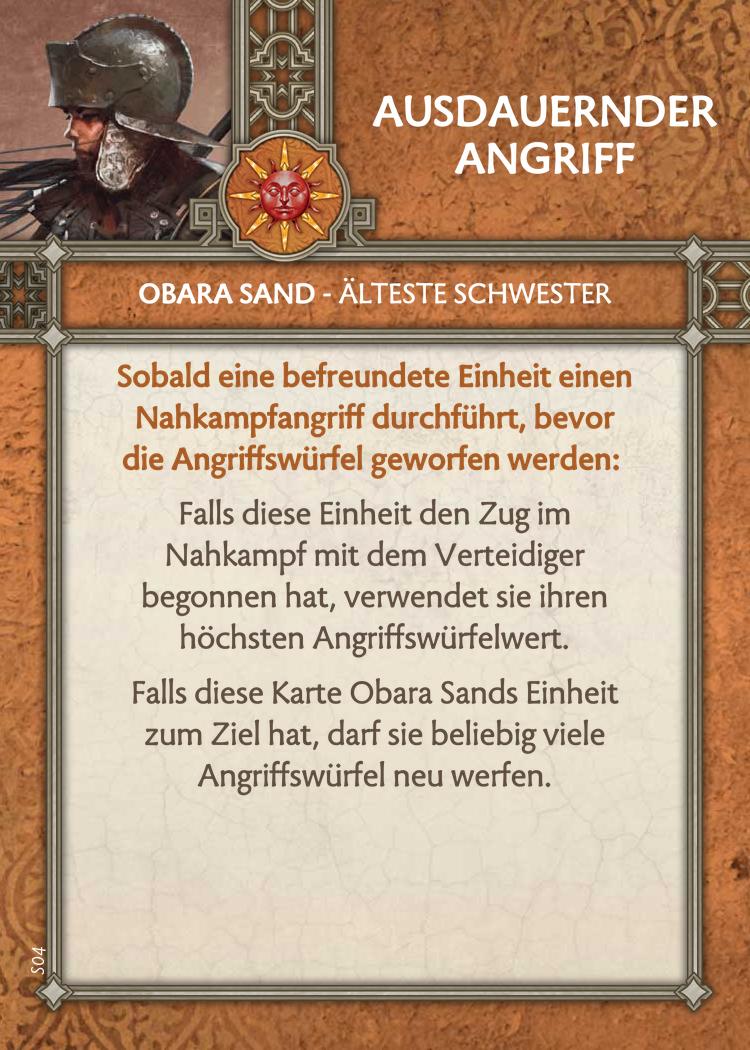 AUSDAUERNDER
ANGRIFF
OBARA SAND - ÄLTESTE SCHWESTER
Sobald eine befreundete Einheit einen
Nahkampfangriff durchführt, bevor
die Angriffswürfel geworfen werden:
Falls diese Einheit den Zug im
Nahkampf mit dem Verteidiger
begonnen hat, verwendet sie ihren
höchsten Angriffswürfelwert.
Falls diese Karte Obara Sands Einheit
zum Ziel hat, darf sie beliebig viele
Angriffswürfel neu werfen.
S04